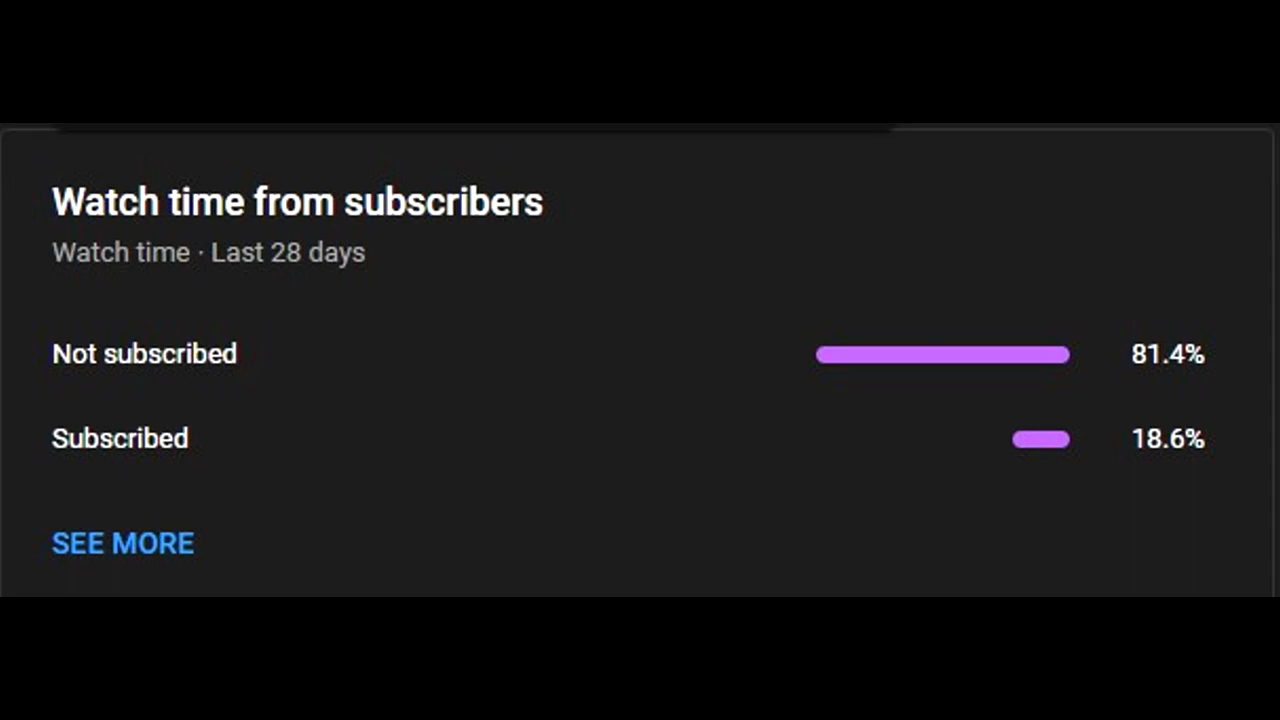 Watch time from subscribers
Watch time · Last 28 days
Not subscribed 81.4%
Subscribed 18.6%
SEE MORE